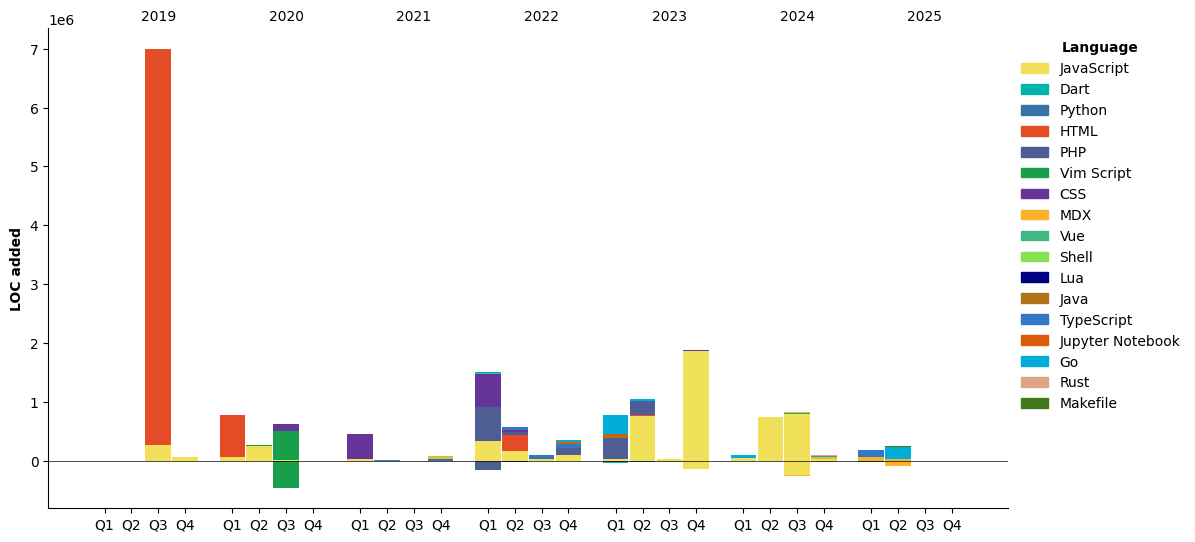 1e6
2019 2020 2021 2022 2023 2024 2025
LOC added
7
6
5
4
3
2
1
0
Q1 Q2 Q3 Q4 Q1 Q2 Q3 Q4 Q1 Q2 Q3 Q4 Q1 Q2 Q3 Q4 Q1 Q2 Q3 Q4 Q1 Q2 Q3 Q4 Q1 Q2 Q3 Q4
Language
JavaScript
Dart
Python
HTML
PHP
Vim Script
CSS
MDX
Vue
Shell
Lua
Java
TypeScript
Jupyter Notebook
Go
Rust
Makefile